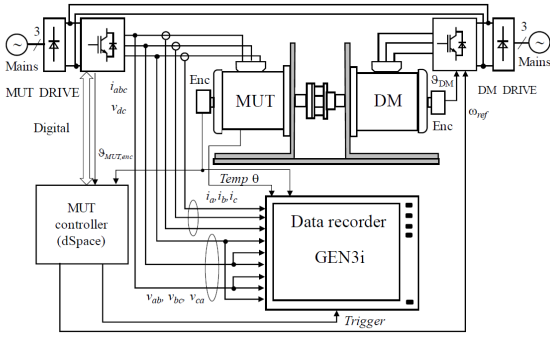 3
Mains
MUT DRIVE
i_abc
v_dc
Digital
ϑ_MUT,enc
MUT
controller
(dSpace)
Enc
MUT
DM
Enc
ϑ_DM
ω_ref
3
Mains
DM DRIVE
Temp θ
i_a,i_b,i_c
v_ab, v_bc, v_ca
Data recorder
GEN3i
Trigger